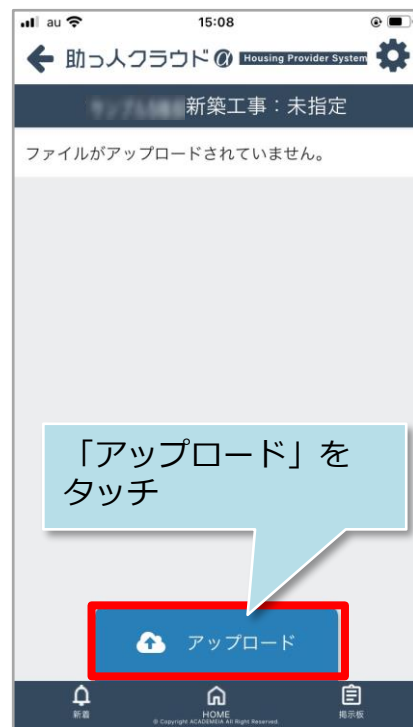 au
15:08
助っ人クラウド@ Housing Provider System
新築工事：未指定
ファイルがアップロードされていません。
「アップロード」を
タッチ
アップロード
新着
HOME
掲示板
© Copyright ACADEMEIA All Right Reserved.